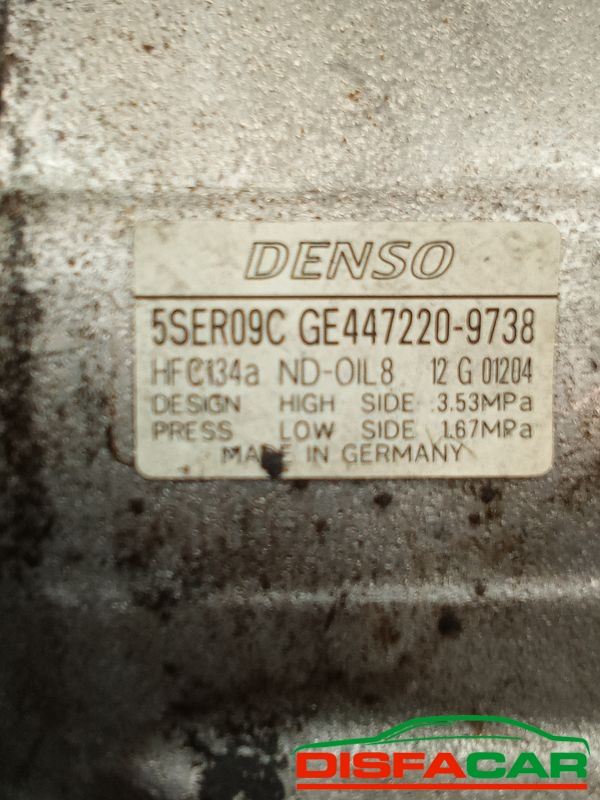 DENSO
5SER09C GE447220-9738
HFC134a ND-OIL8 12 G 01204
DESIGN HIGH SIDE 3.53MPa
PRESS LOW SIDE 1.67MPa
MADE IN GERMANY
DISFACAR